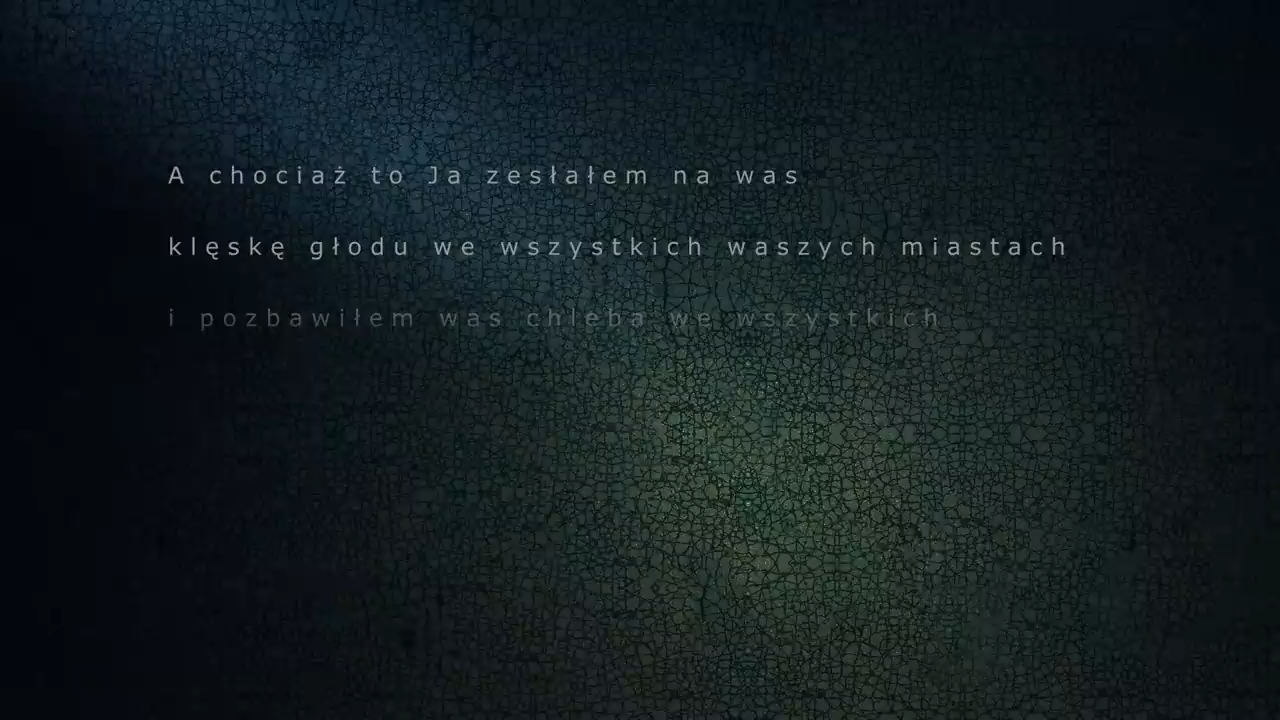 A chociaż to Ja zesłałem na was
klęskę głodu we wszystkich waszych miastach
i pozbawiłem was chleba we wszystkich